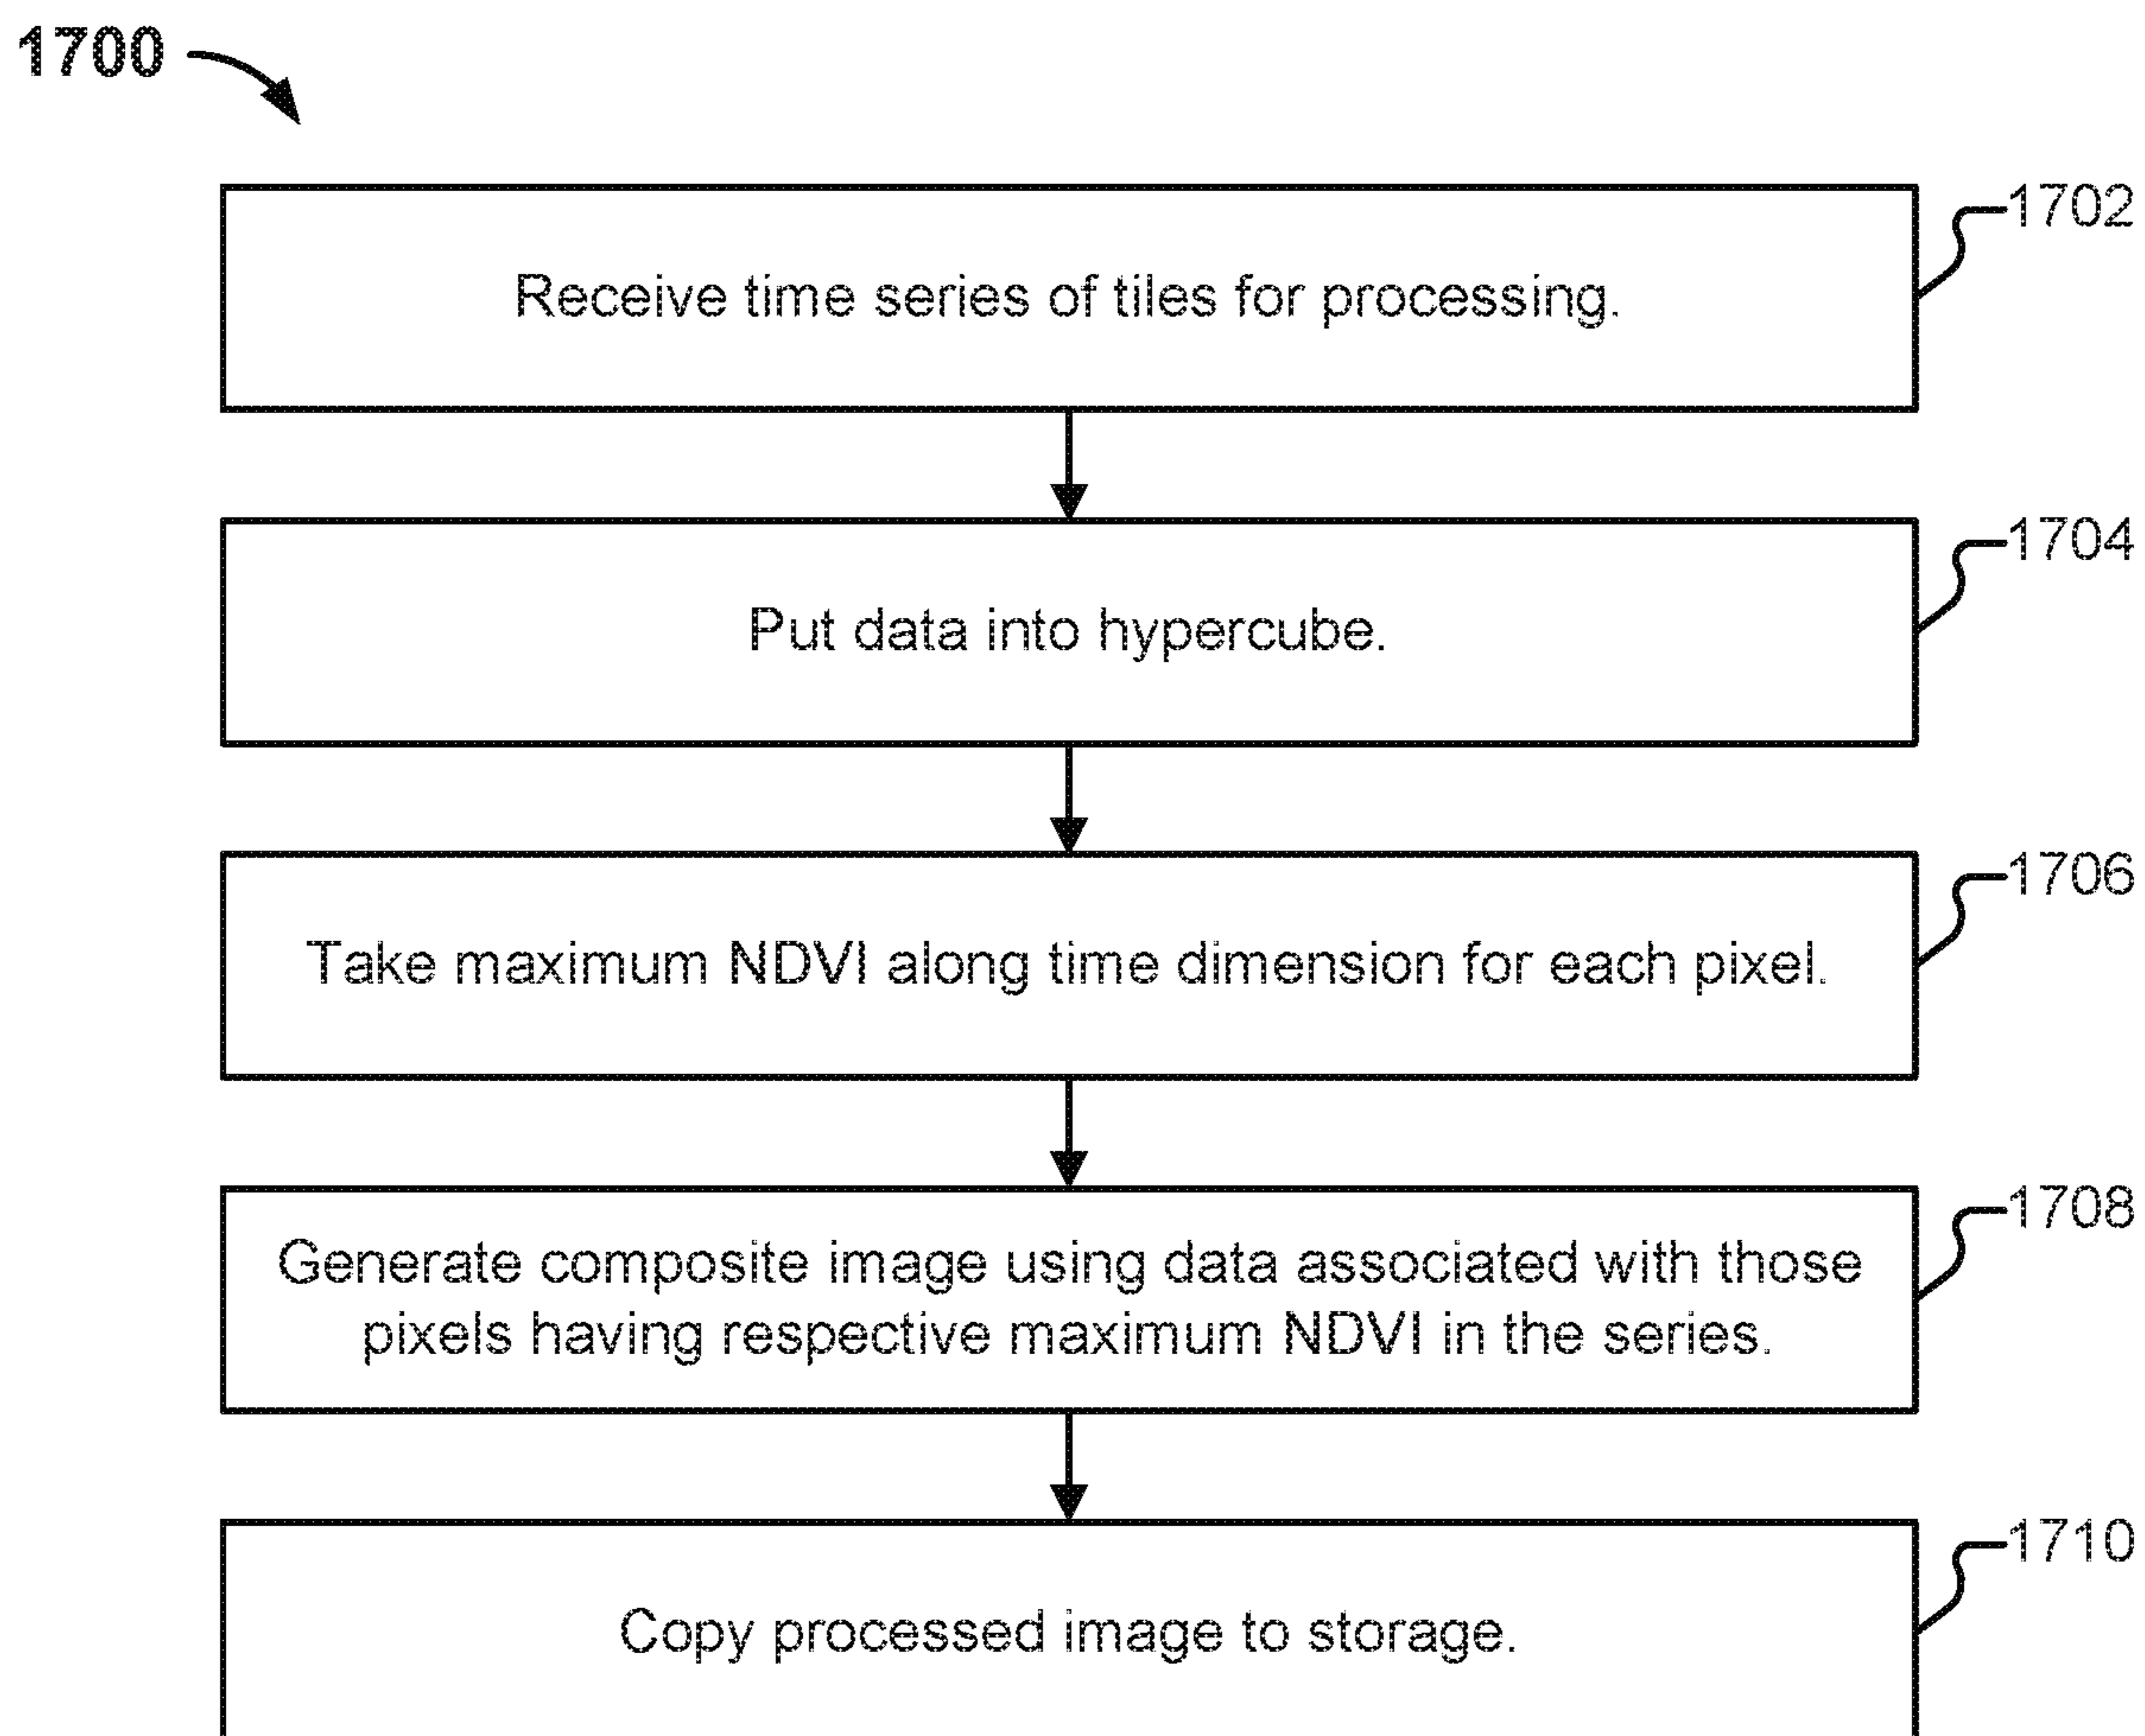 1700
1702
Receive time series of tiles for processing.
1704
Put data into hypercube.
1706
Take maximum NDVI along time dimension for each pixel.
1708
Generate composite image using data associated with those
pixels having respective maximum NDVI in the series.
1710
Copy processed image to storage.